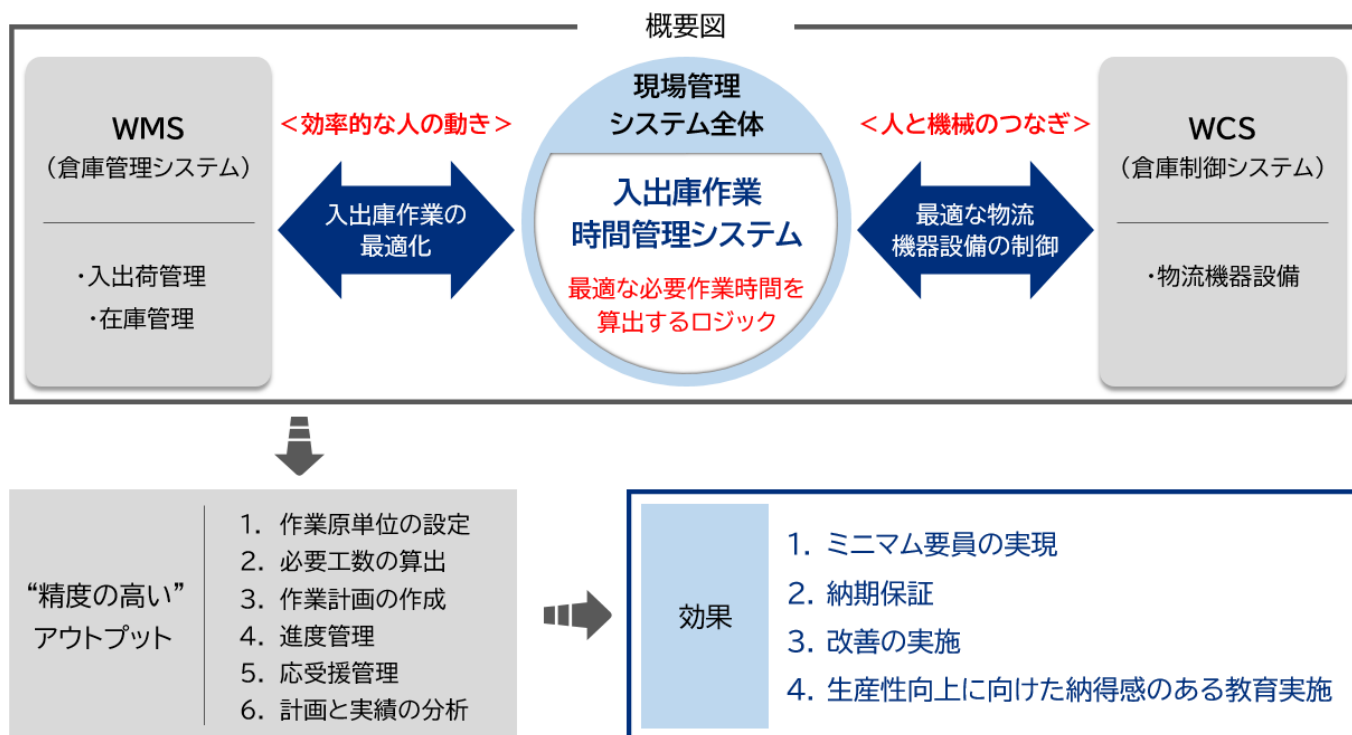 概要図
WMS
（倉庫管理システム）
・入出荷管理
・在庫管理
＜効率的な人の動き＞
入出庫作業の
最適化
現場管理
システム全体
入出庫作業
時間管理システム
最適な必要作業時間を
算出するロジック
＜人と機械のつなぎ＞
最適な物流
機器設備の制御
WCS
（倉庫制御システム）
・物流機器設備
“精度の高い”
アウトプット
1. 作業原単位の設定
2. 必要工数の算出
3. 作業計画の作成
4. 進度管理
5. 応受援管理
6. 計画と実績の分析
効果
1. ミニマム要員の実現
2. 納期保証
3. 改善の実施
4. 生産性向上に向けた納得感のある教育実施